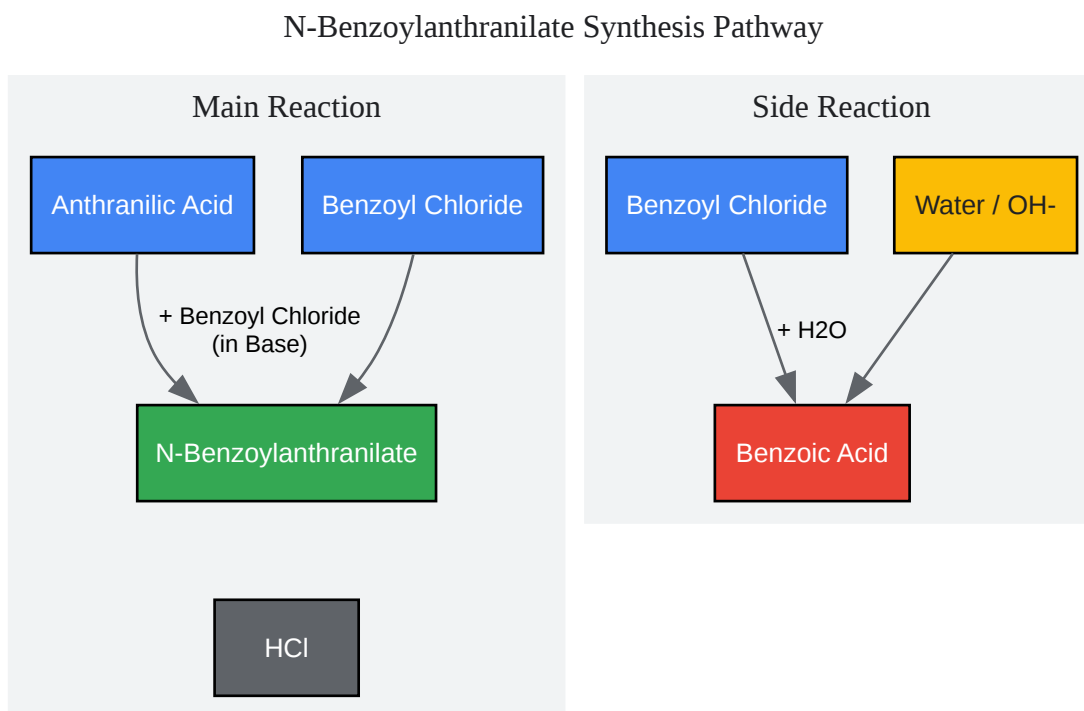 N-Benzoylanthranilate Synthesis Pathway
Main Reaction
Anthranilic Acid
Benzoyl Chloride
+ Benzoyl Chloride
(in Base)
N-Benzoylanthranilate
HCl
Side Reaction
Benzoyl Chloride
Water / OH-
+ H2O
Benzoic Acid